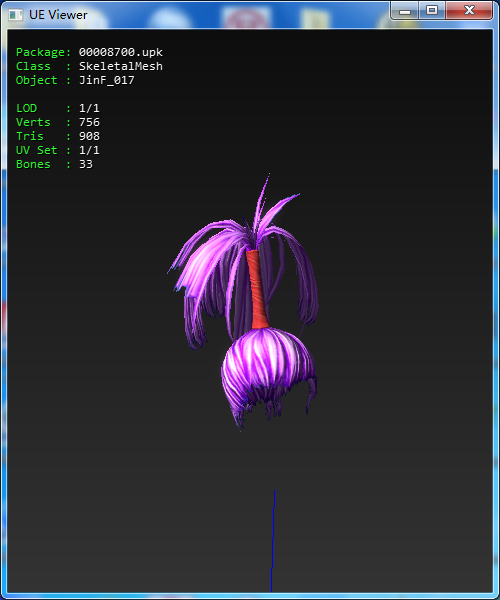 UE Viewer
Package: 00008700.upk
Class : SkeletalMesh
Object : JinF_017
LOD : 1/1
Verts : 756
Tris : 908
UV Set : 1/1
Bones : 33